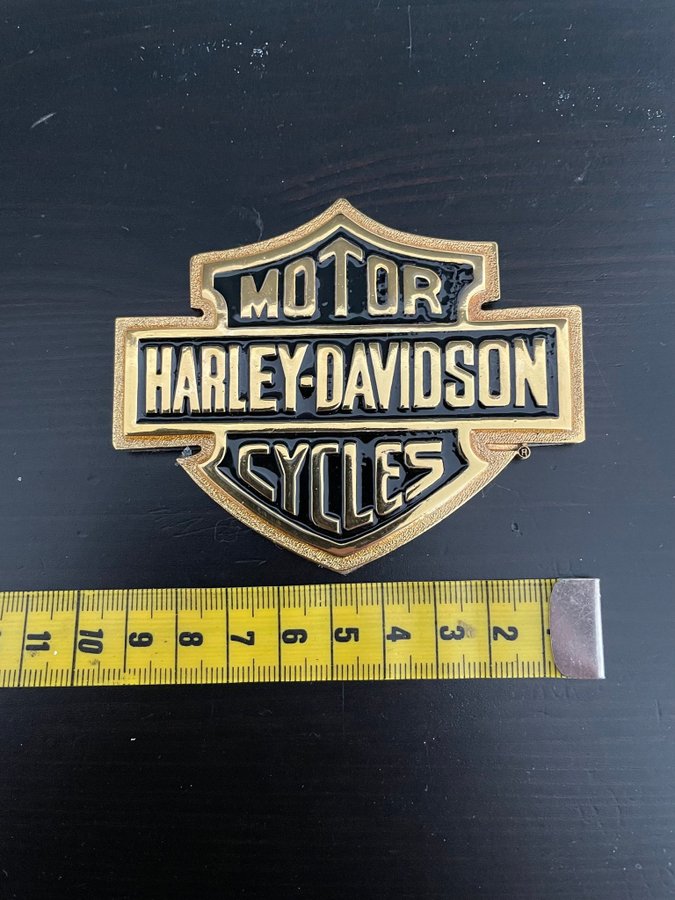 MOTOR
HARLEY-DAVIDSON
CYCLES
®
11 10 9 8 7 6 5 4 3 2